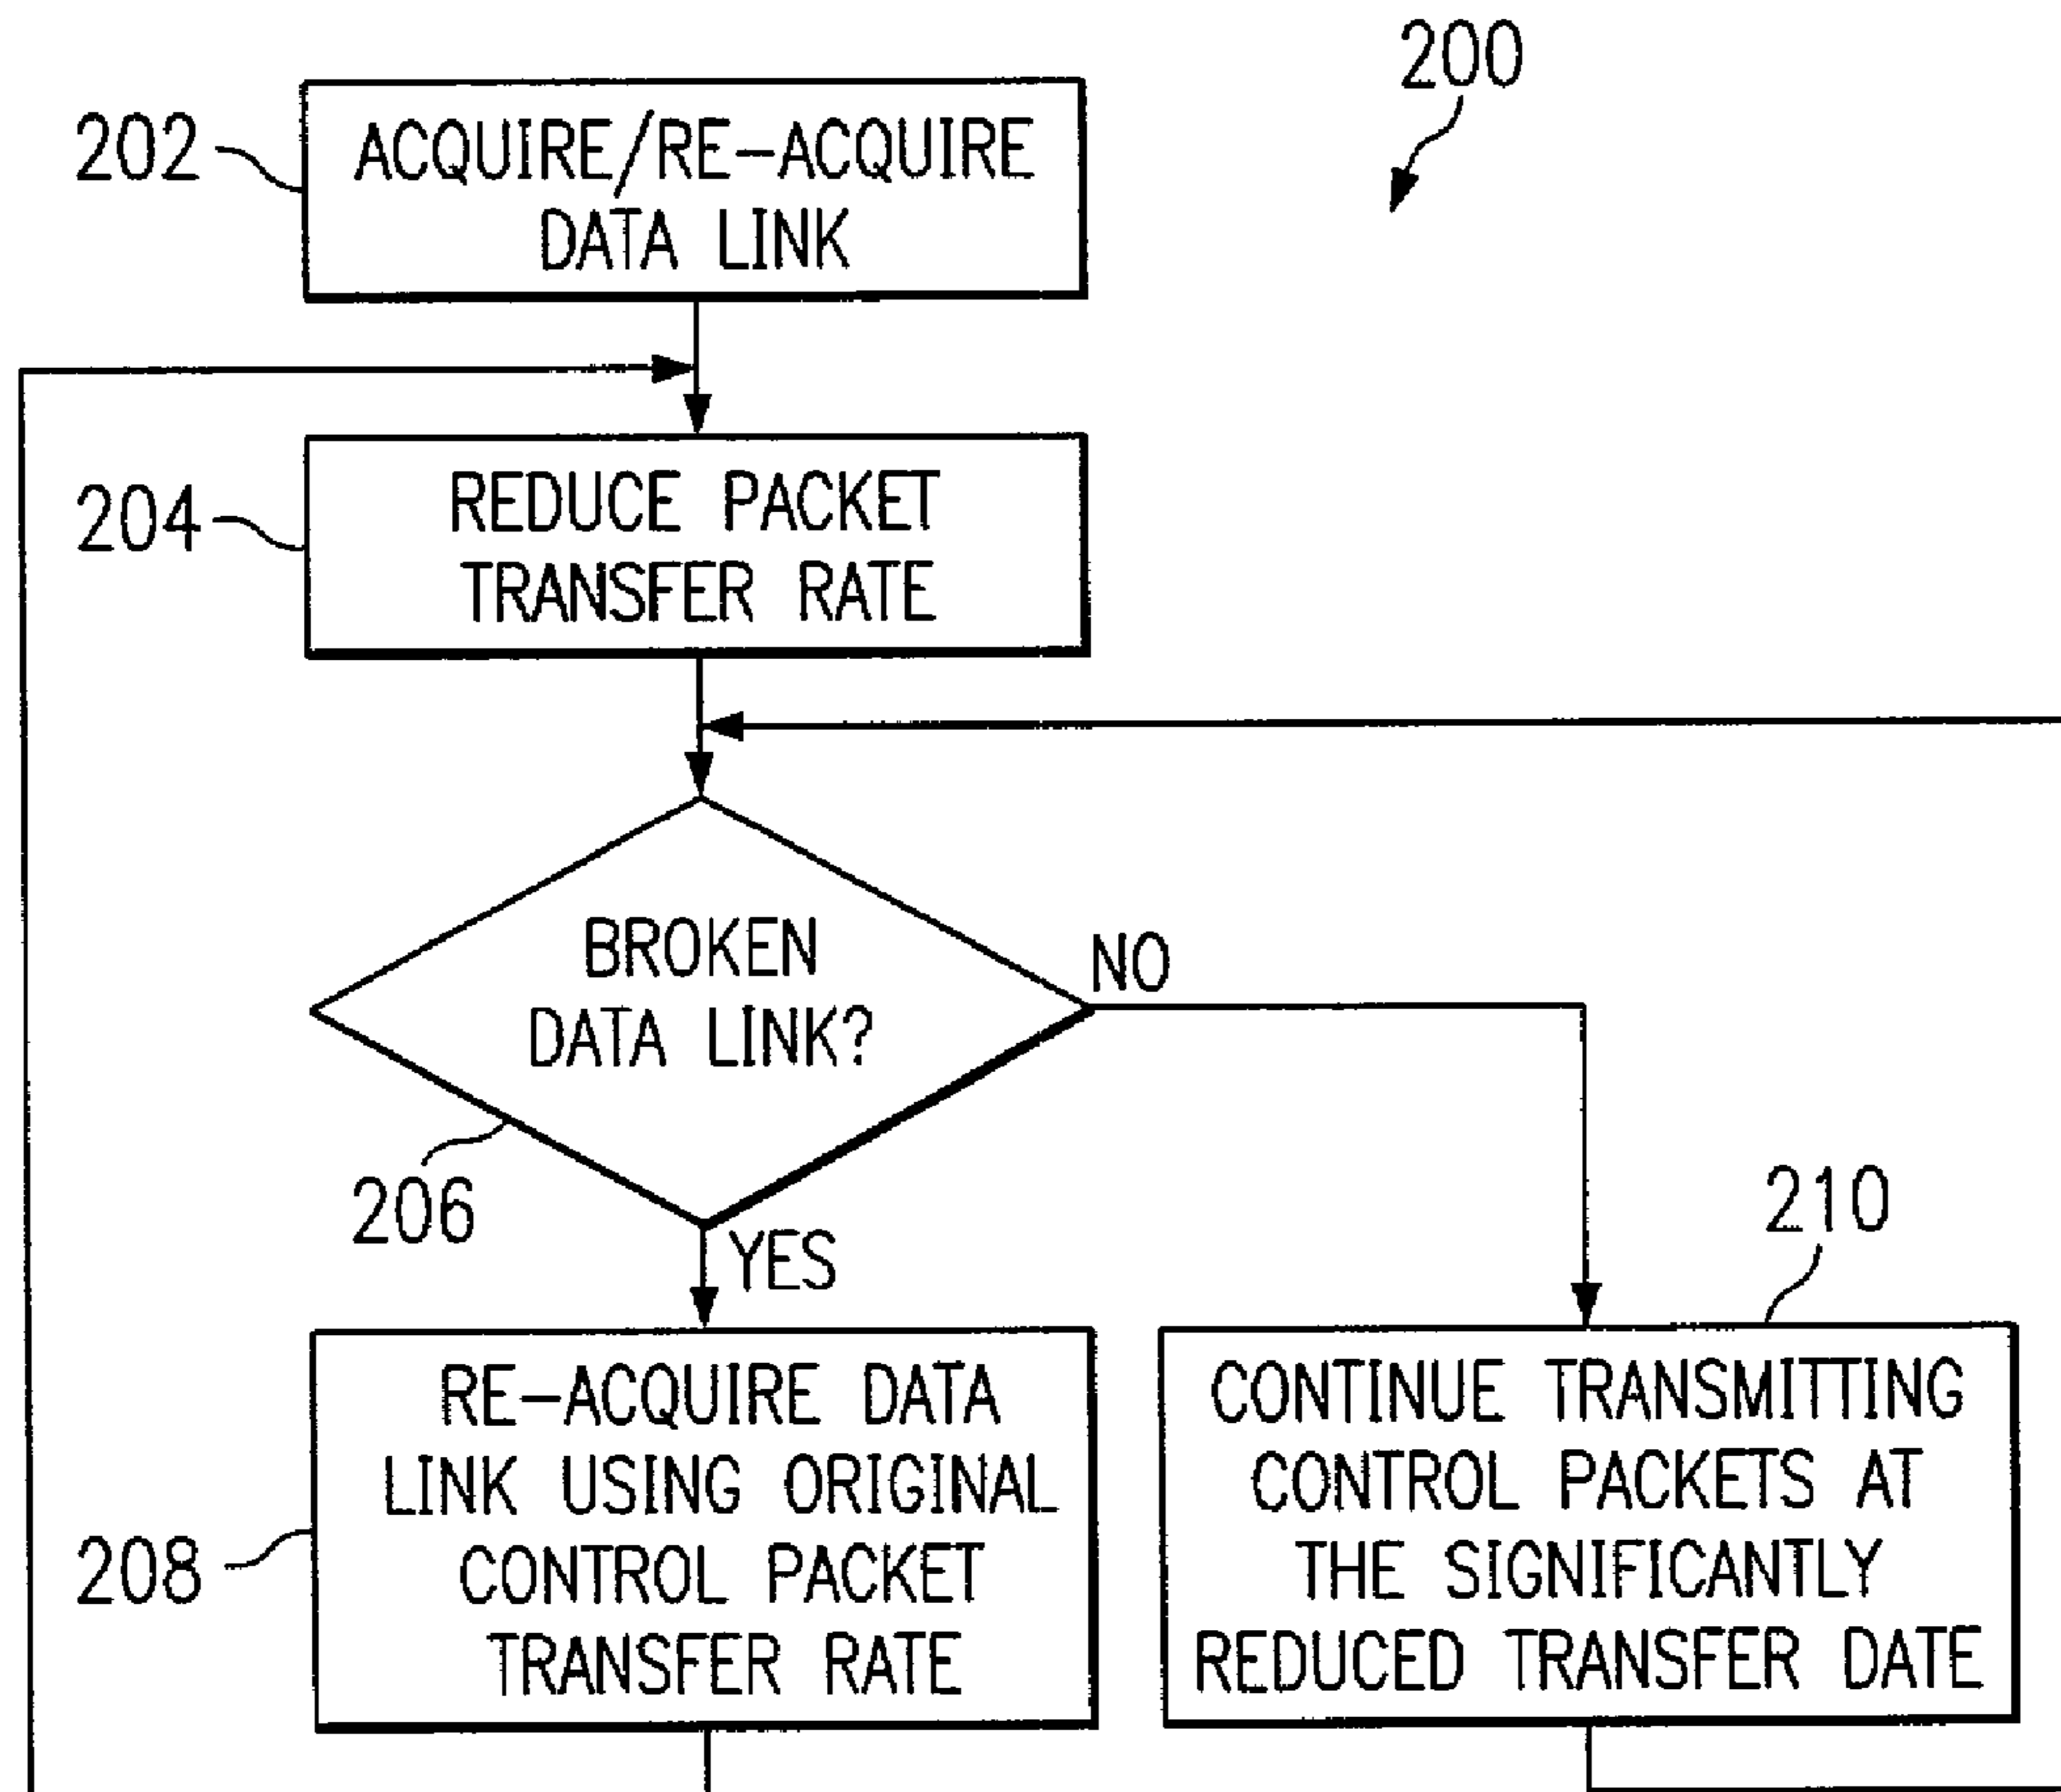 200
202
ACQUIRE/RE-ACQUIRE
DATA LINK
204
REDUCE PACKET
TRANSFER RATE
BROKEN
DATA LINK?
NO
206
YES
210
208
RE-ACQUIRE DATA
LINK USING ORIGINAL
CONTROL PACKET
TRANSFER RATE
CONTINUE TRANSMITTING
CONTROL PACKETS AT
THE SIGNIFICANTLY
REDUCED TRANSFER DATE